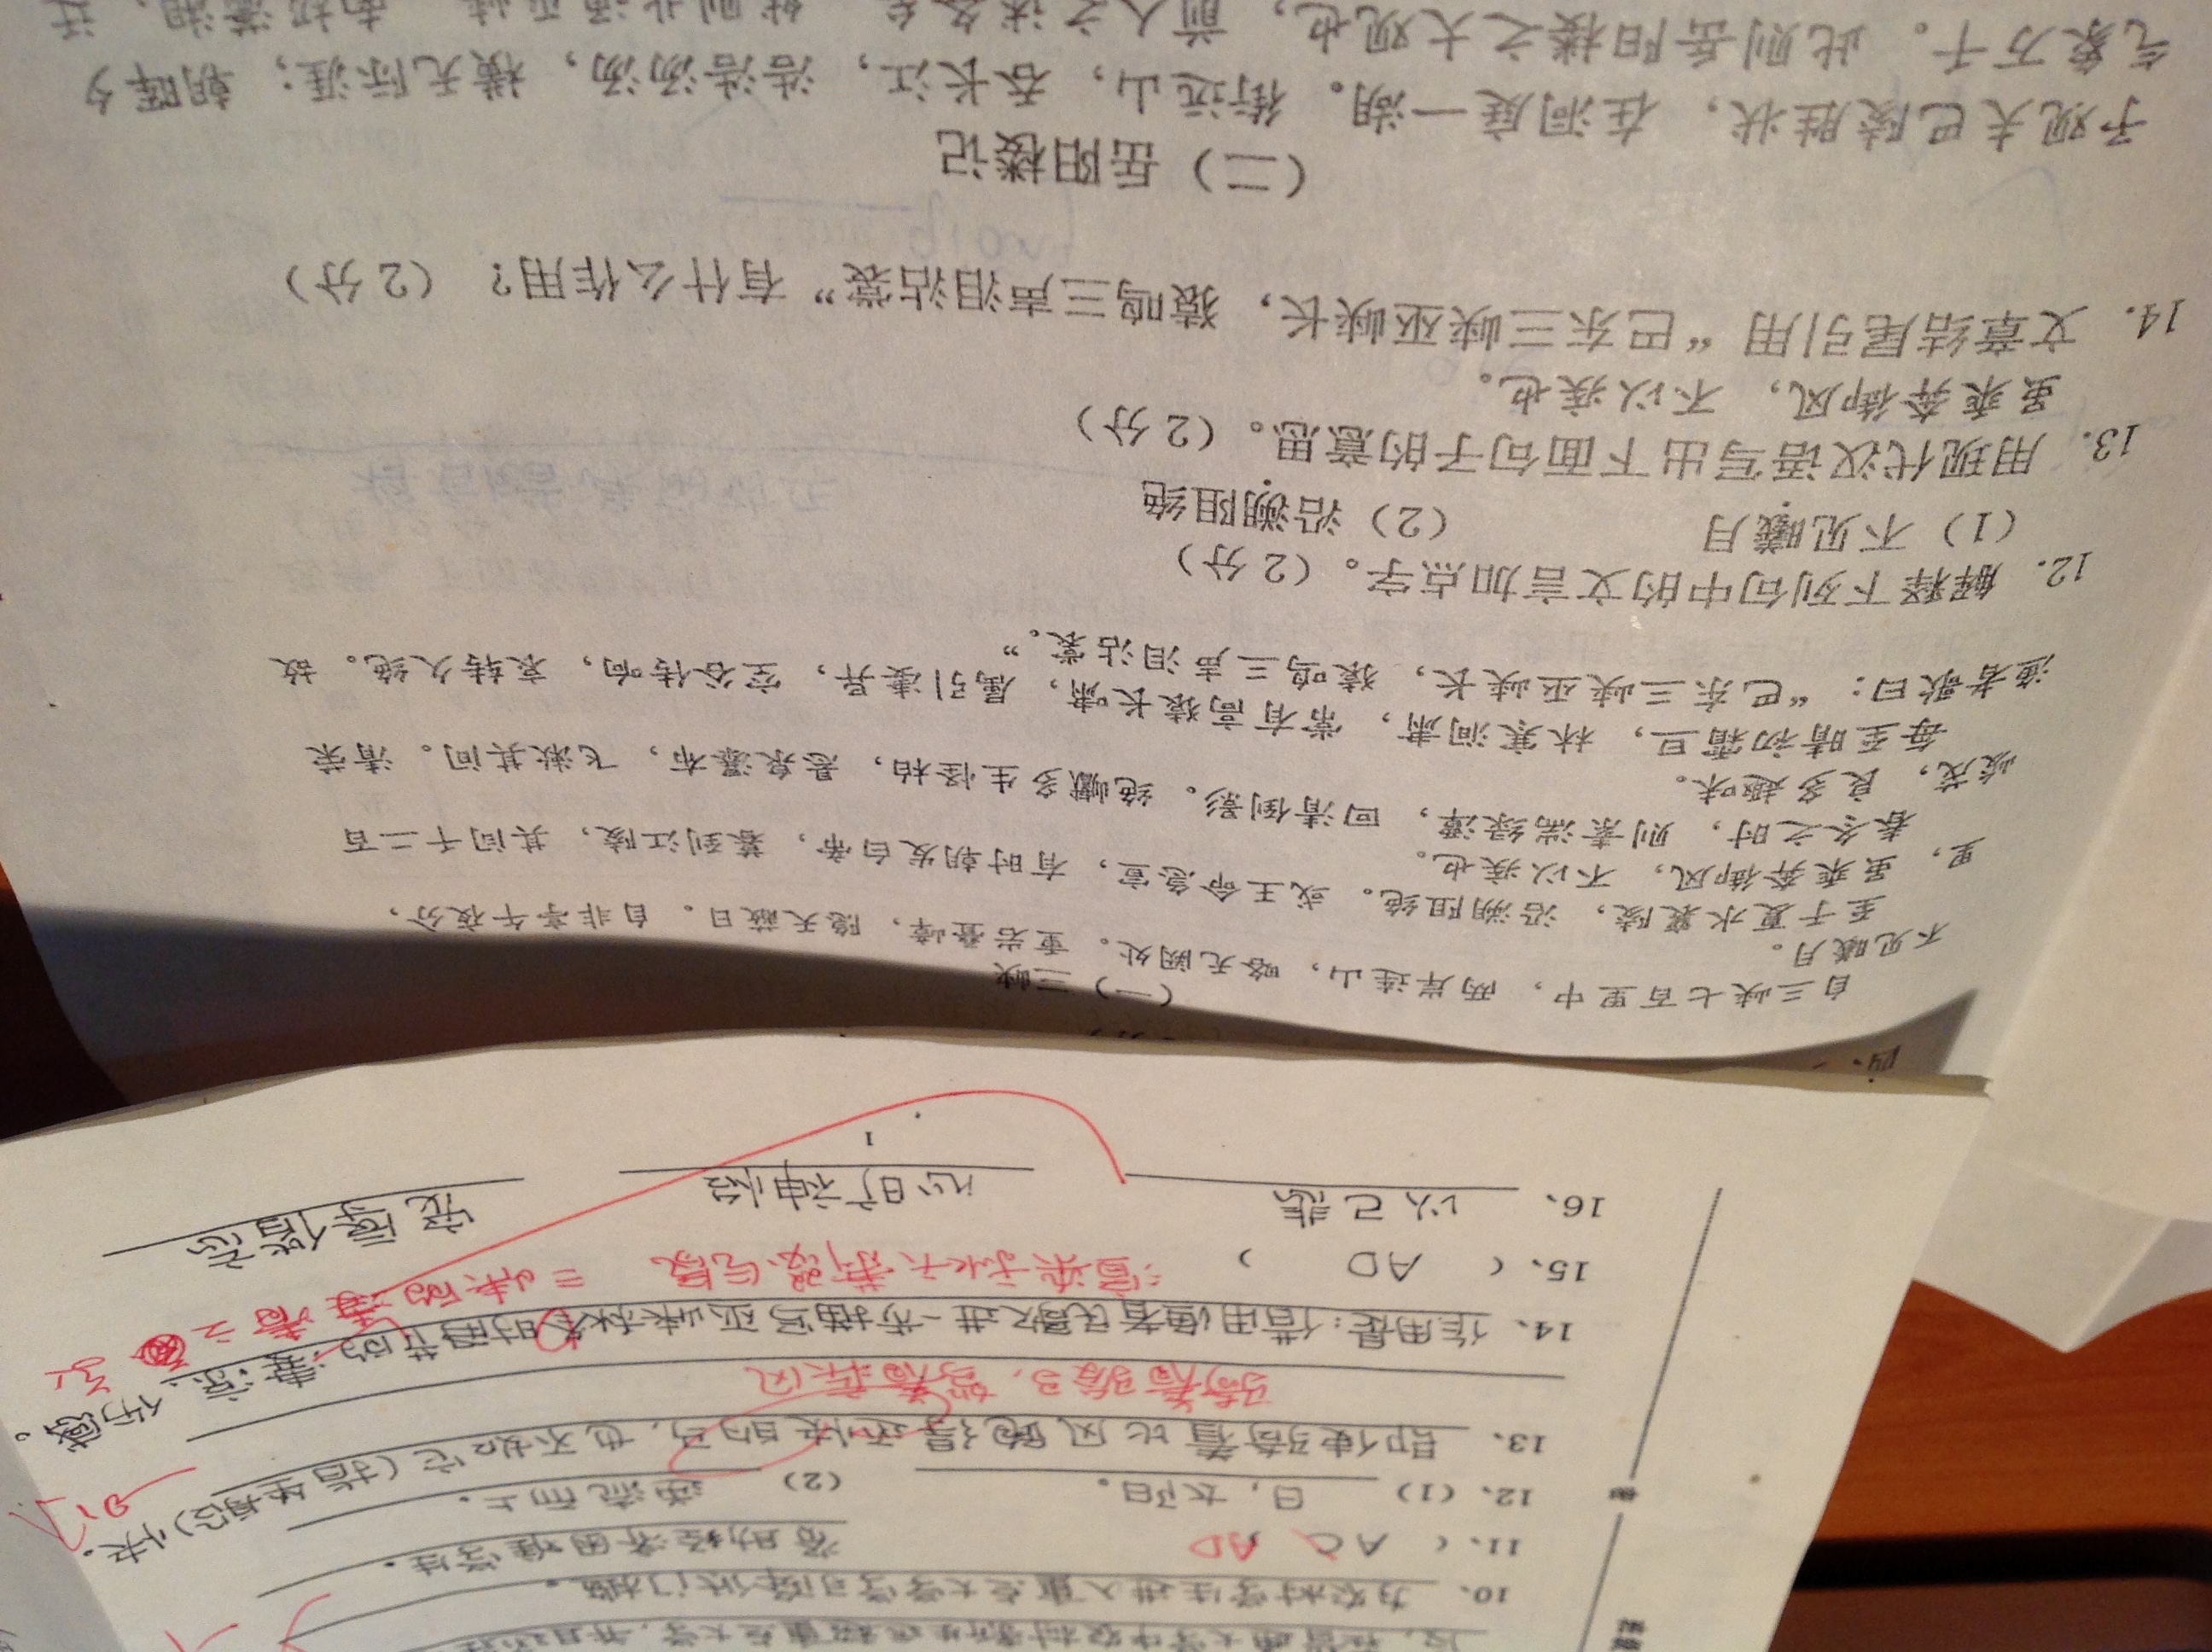 在普通大学中农村新生远超重点大学，并且还
10、为农村学生进入重点大学学习降低门槛。
11、（ AC AD 资助经济困难学生。
12、（1） 日，太阳。 （2） 逆流而上。
13、即使骑着比风跑得还快的马，也不如它（指坐船）快。
骑着骏马，驾着疾风
14、作用是：借用渔者民歌进一步描写巫峡秋冬时节的凄凉、伤感。
渲染秋天萧瑟气氛 三峡的凄清之
15、（ AD ）
16、 以己悲 心旷神怡 宠辱偕忘
1
四、
（一）三峡
自三峡七百里中，两岸连山，略无阙处。重岩叠嶂，隐天蔽日。自非亭午夜分，
不见曦月。
至于夏水襄陵，沿溯阻绝。或王命急宣，有时朝发白帝，暮到江陵，其间千二百
里，虽乘奔御风，不以疾也。
春冬之时，则素湍绿潭，回清倒影。绝巘多生怪柏，悬泉瀑布，飞漱其间。清荣
峻茂，良多趣味。
每至晴初霜旦，林寒涧肃，常有高猿长啸，属引凄异，空谷传响，哀转久绝。故
渔者歌曰：“巴东三峡巫峡长，猿鸣三声泪沾裳。”
12. 解释下列句中的文言加点字。（2 分）
（1）不见曦月 （2）沿溯阻绝
13. 用现代汉语写出下面句子的意思。（2 分）
虽乘奔御风，不以疾也。
14. 文章结尾引用“巴东三峡巫峡长，猿鸣三声泪沾裳”有什么作用？（2 分）
（二）岳阳楼记
予观夫巴陵胜状，在洞庭一湖。衔远山，吞长江，浩浩汤汤，横无际涯；朝晖夕
气象万千。此则岳阳楼之大观也，前人之述备矣。然则北通巫峡，南极潇湘，迁